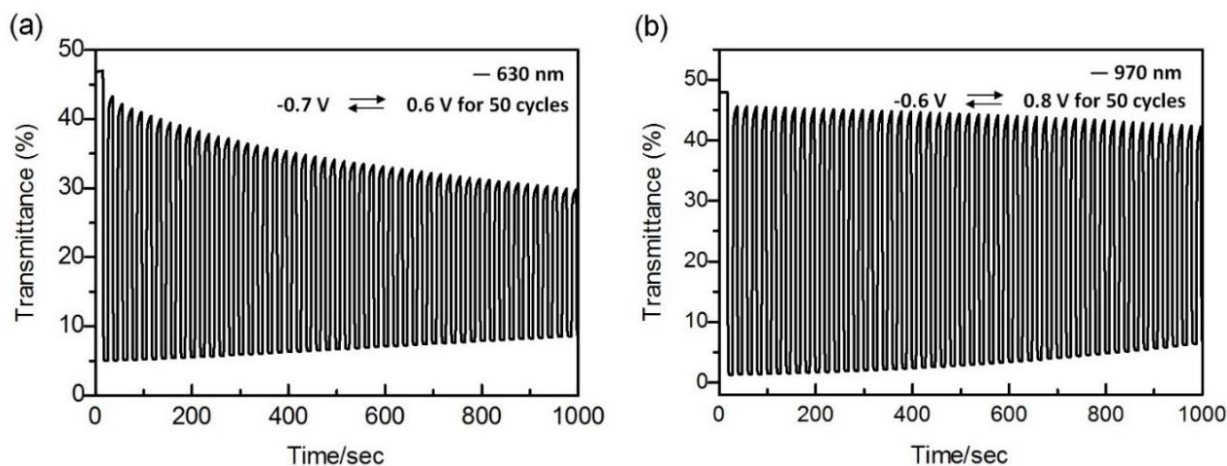 (a)
50
40
30
20
10
0
Transmittance (%)
— 630 nm
-0.7 V ⇄ 0.6 V for 50 cycles
0 200 400 600 800 1000
Time/sec
(b)
50
40
30
20
10
0
Transmittance (%)
— 970 nm
-0.6 V ⇄ 0.8 V for 50 cycles
0 200 400 600 800 1000
Time/sec